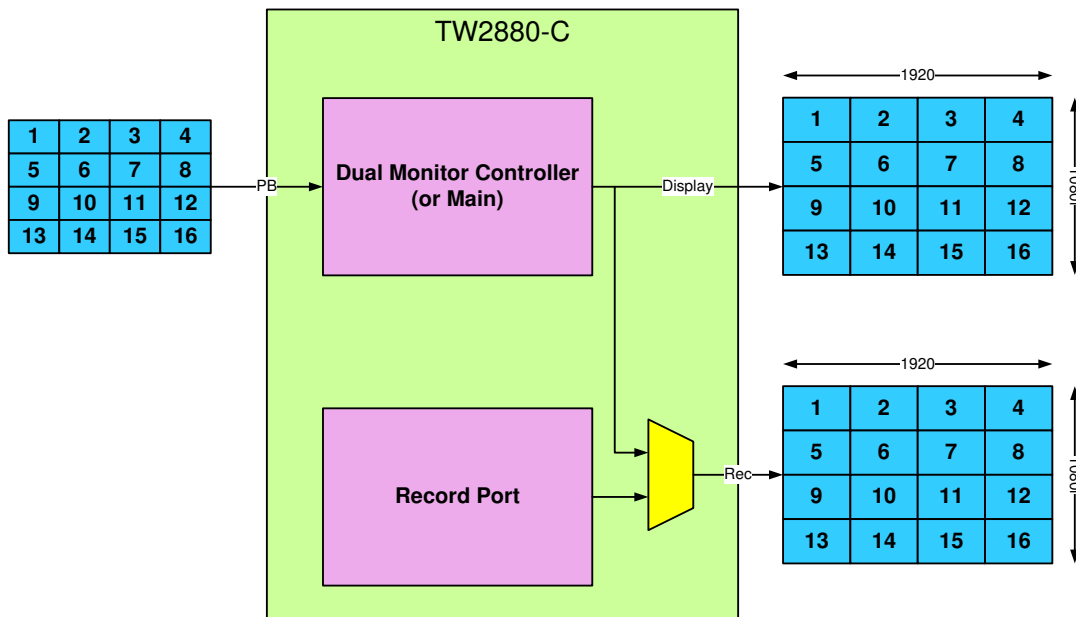 TW2880-C
1920
1 2 3 4
5 6 7 8
9 10 11 12
13 14 15 16
PB
Dual Monitor Controller
(or Main)
Display
1 2 3 4
5 6 7 8
9 10 11 12
13 14 15 16
1080P
1920
Record Port
Rec
1 2 3 4
5 6 7 8
9 10 11 12
13 14 15 16
1080P